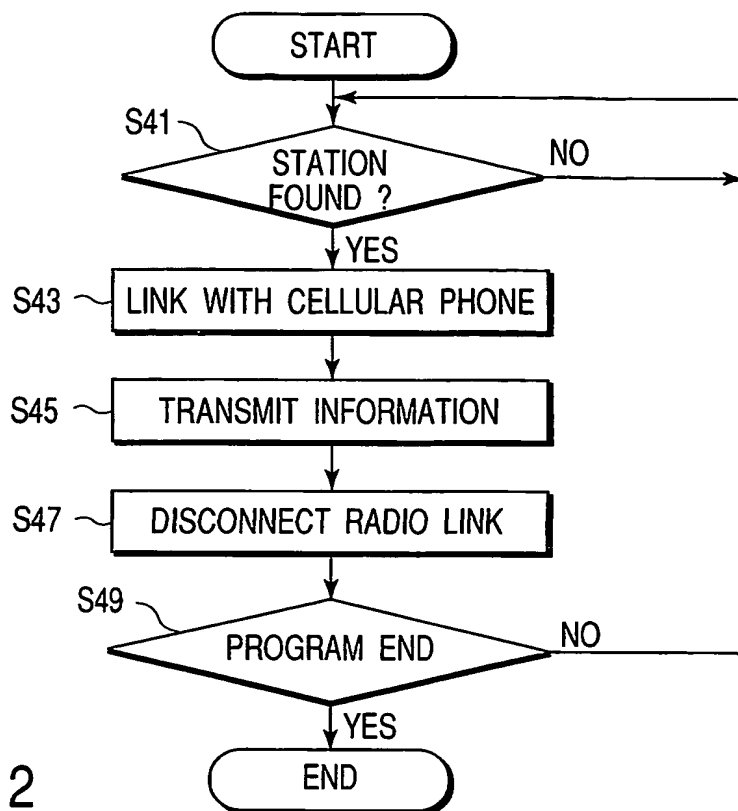 START
S41
STATION
FOUND ?
NO
YES
S43
LINK WITH CELLULAR PHONE
S45
TRANSMIT INFORMATION
S47
DISCONNECT RADIO LINK
S49
PROGRAM END
NO
YES
END
2